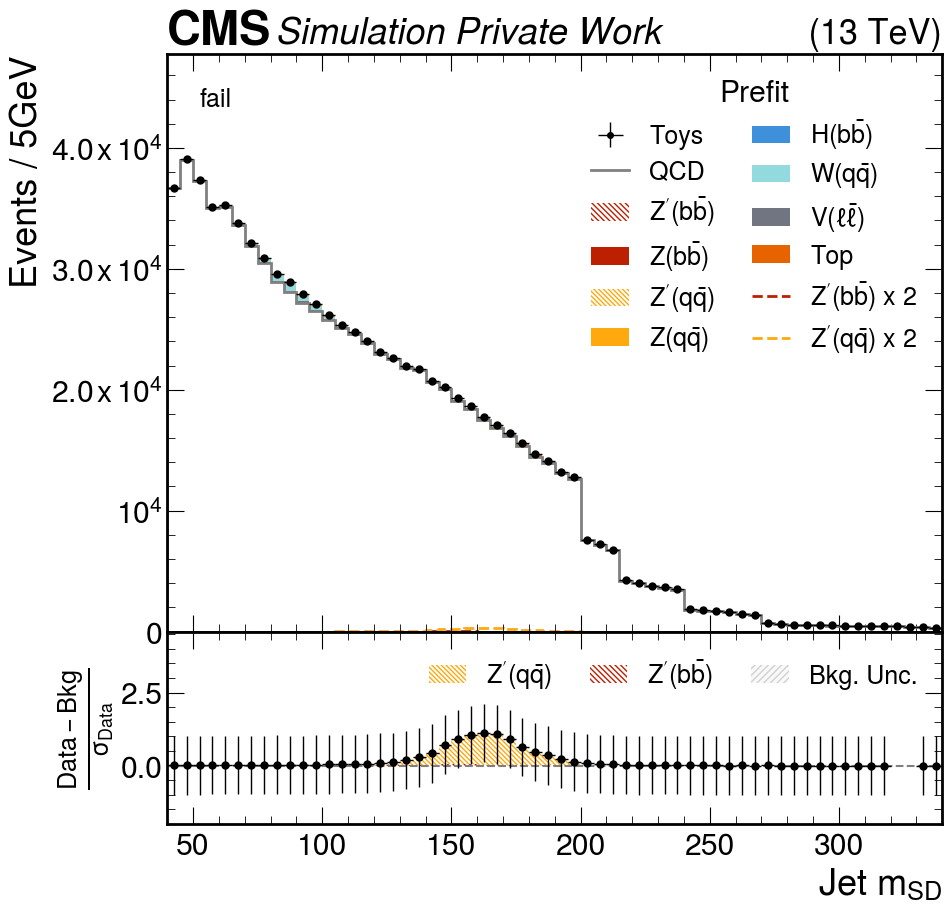 CMS Simulation Private Work (13 TeV)
Events / 5GeV
fail
Prefit
Toys
QCD
Z′(bb̄)
Z(bb̄)
Z′(qq̄)
Z(qq̄)
H(bb̄)
W(qq̄)
V(ℓℓ̄)
Top
Z′(bb̄) x 2
Z′(qq̄) x 2
4.0 x 10⁴
3.0 x 10⁴
2.0 x 10⁴
10⁴
0
Z′(qq̄) Z′(bb̄) Bkg. Unc.
Data – Bkg
σ_Data
2.5
0.0
50 100 150 200 250 300
Jet m_SD